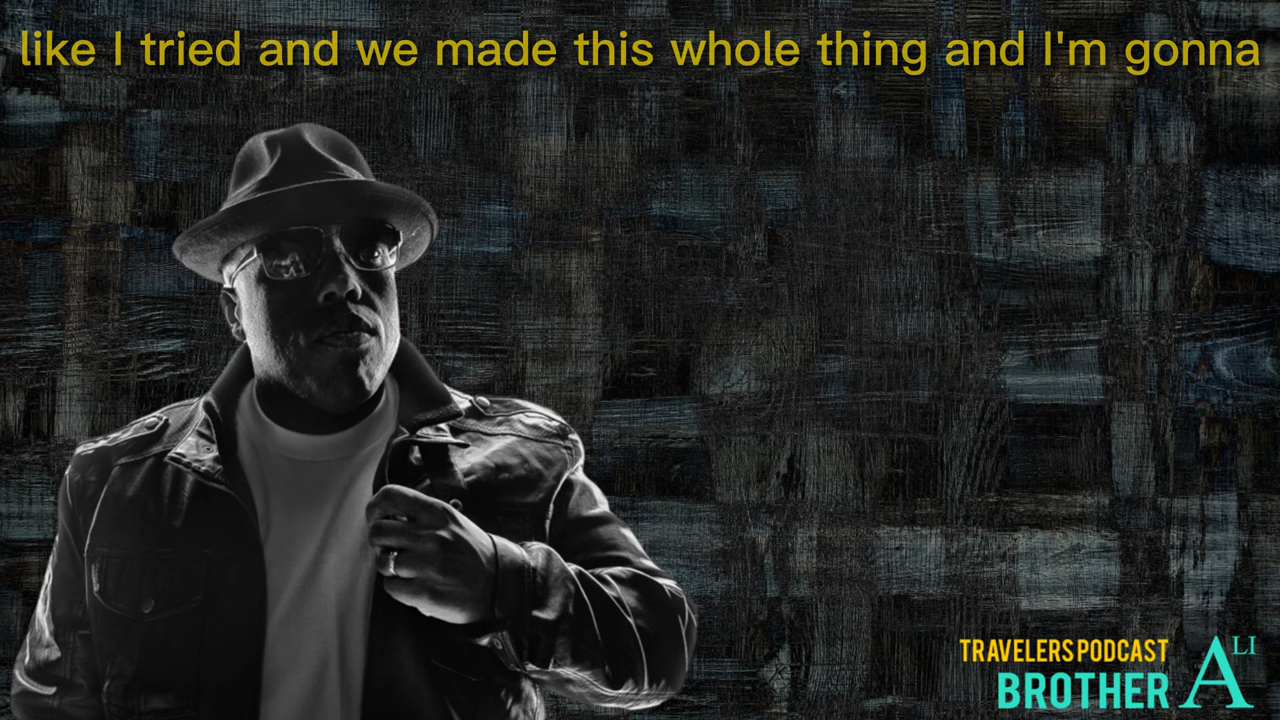 like I tried and we made this whole thing and I'm gonna
TRAVELERS PODCAST
BROTHER ALI